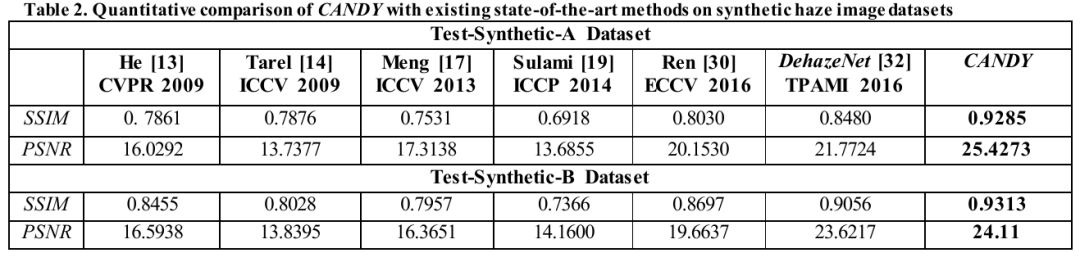 Table 2. Quantitative comparison of CANDY with existing state-of-the-art methods on synthetic haze image datasets
Test-Synthetic-A Dataset
He [13] Tarel [14] Meng [17] Sulami [19] Ren [30] DehazeNet [32] CANDY
CVPR 2009 ICCV 2009 ICCV 2013 ICCP 2014 ECCV 2016 TPAMI 2016
SSIM 0. 7861 0.7876 0.7531 0.6918 0.8030 0.8480 0.9285
PSNR 16.0292 13.7377 17.3138 13.6855 20.1530 21.7724 25.4273
Test-Synthetic-B Dataset
SSIM 0.8455 0.8028 0.7957 0.7366 0.8697 0.9056 0.9313
PSNR 16.5938 13.8395 16.3651 14.1600 19.6637 23.6217 24.11